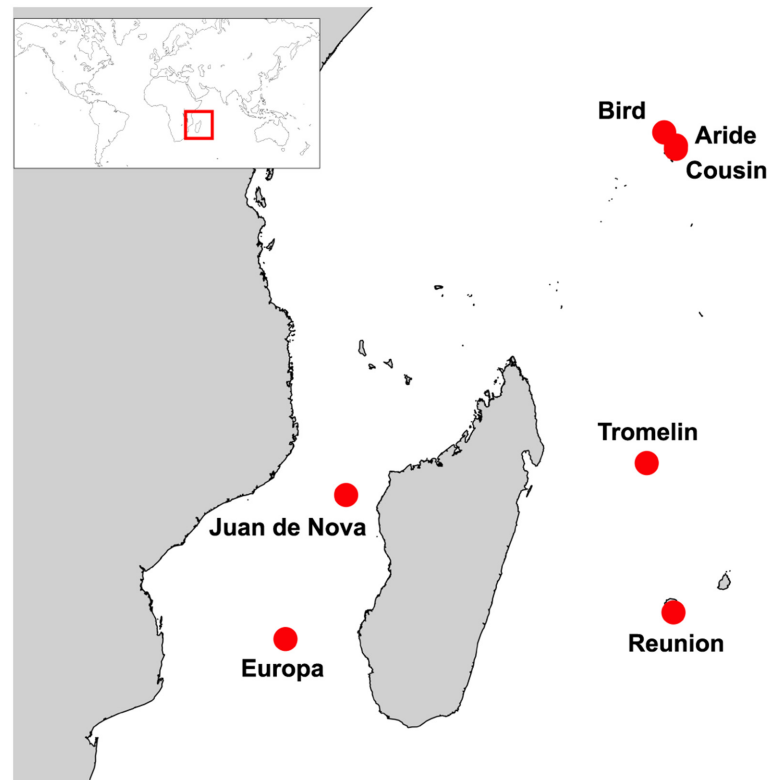 Bird
Aride
Cousin
Tromelin
Juan de Nova
Reunion
Europa